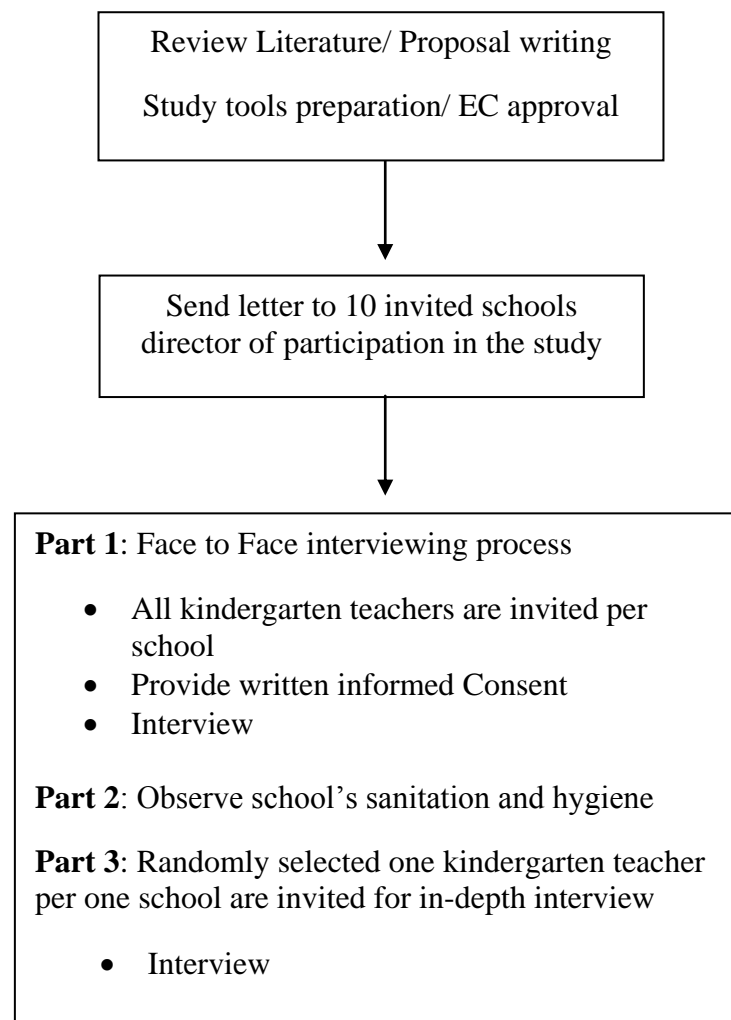 Review Literature/ Proposal writing
Study tools preparation/ EC approval
Send letter to 10 invited schools
director of participation in the study
Part 1: Face to Face interviewing process
• All kindergarten teachers are invited per
school
• Provide written informed Consent
• Interview
Part 2: Observe school’s sanitation and hygiene
Part 3: Randomly selected one kindergarten teacher
per one school are invited for in-depth interview
• Interview